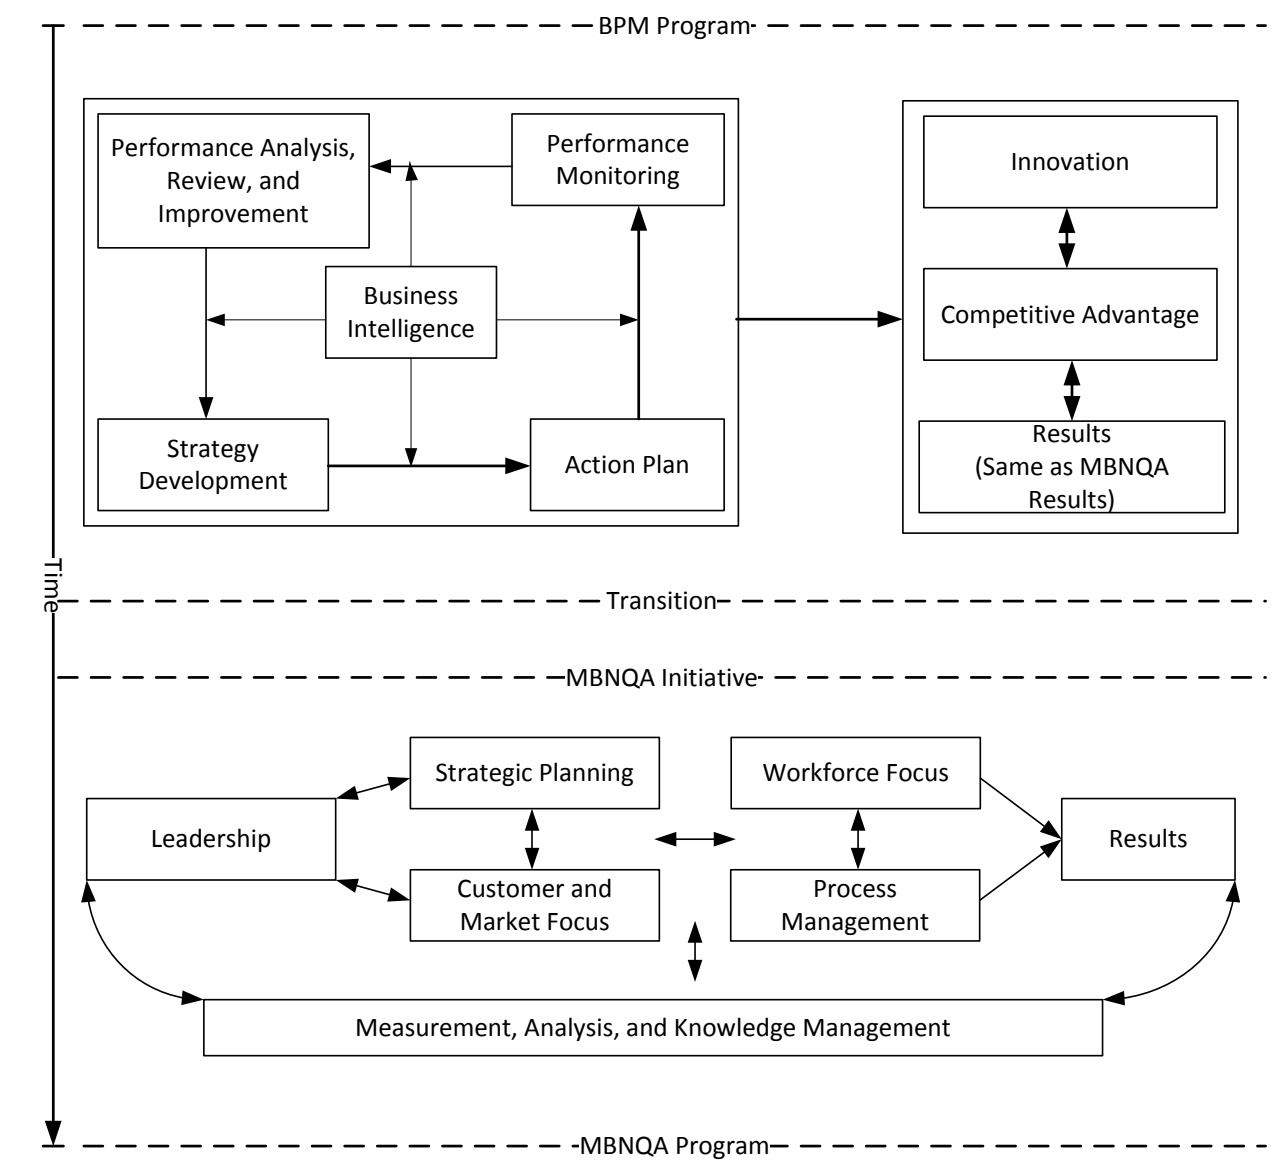 BPM Program
Performance Analysis,
Review, and
Improvement
Performance
Monitoring
Business
Intelligence
Strategy
Development
Action Plan
Innovation
Competitive Advantage
Results
(Same as MBNQA
Results)
Time
Transition
MBNQA Initiative
Strategic Planning
Workforce Focus
Leadership
Results
Customer and
Market Focus
Process
Management
Measurement, Analysis, and Knowledge Management
MBNQA Program